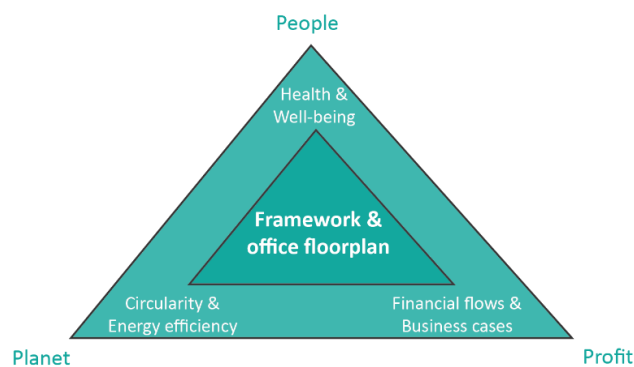 People
Health &
Well-being
Framework &
office floorplan
Circularity &
Energy efficiency
Financial flows &
Business cases
Planet
Profit